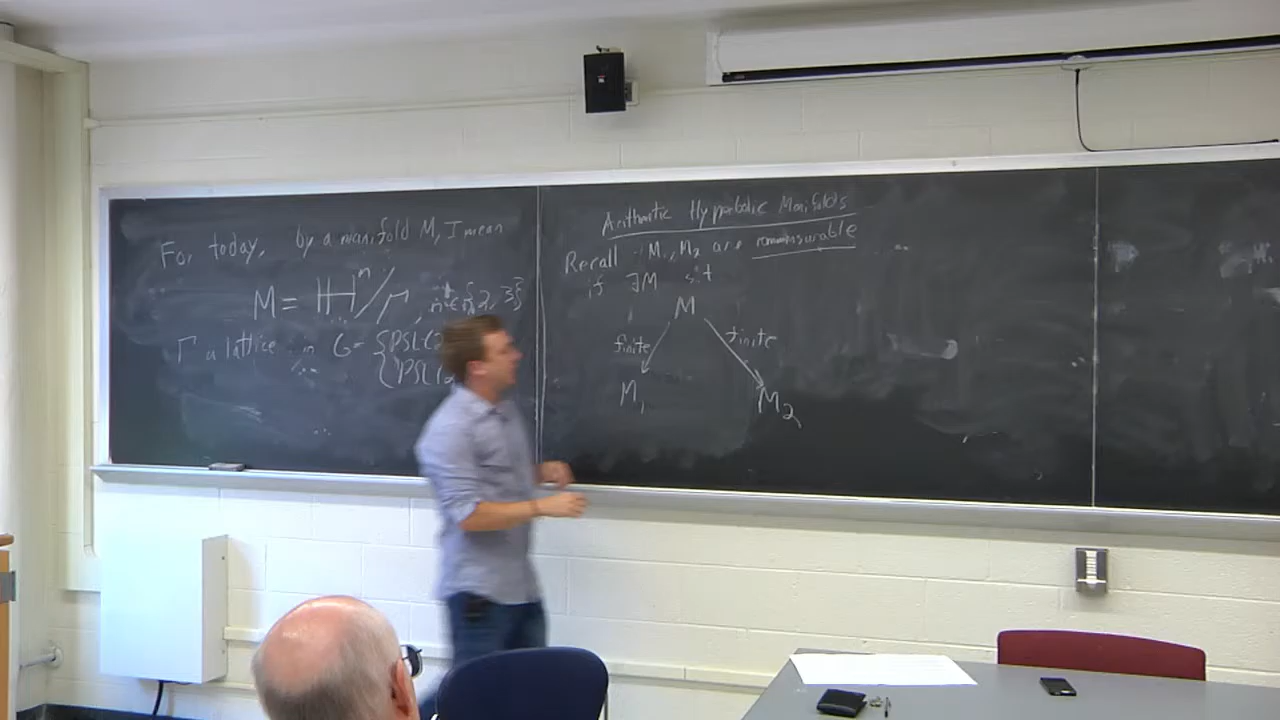 For today, by a manifold M, I mean
M = H^n/Γ, n∈{2, 3}
Γ a lattice in G = {PSL(2
{PSL(2
Arithmetic Hyperbolic Manifolds
Recall M₁, M₂ are commensurable
if ∃M s.t
M
finite finite
M₁ M₂